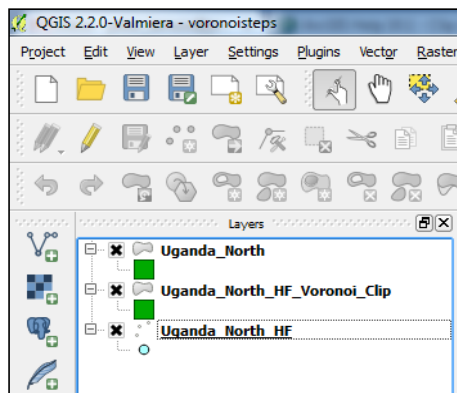 QGIS 2.2.0-Valmiera - voronoisteps
Project Edit View Layer Settings Plugins Vector Raster
Layers
Uganda_North
Uganda_North_HF_Voronoi_Clip
Uganda_North_HF